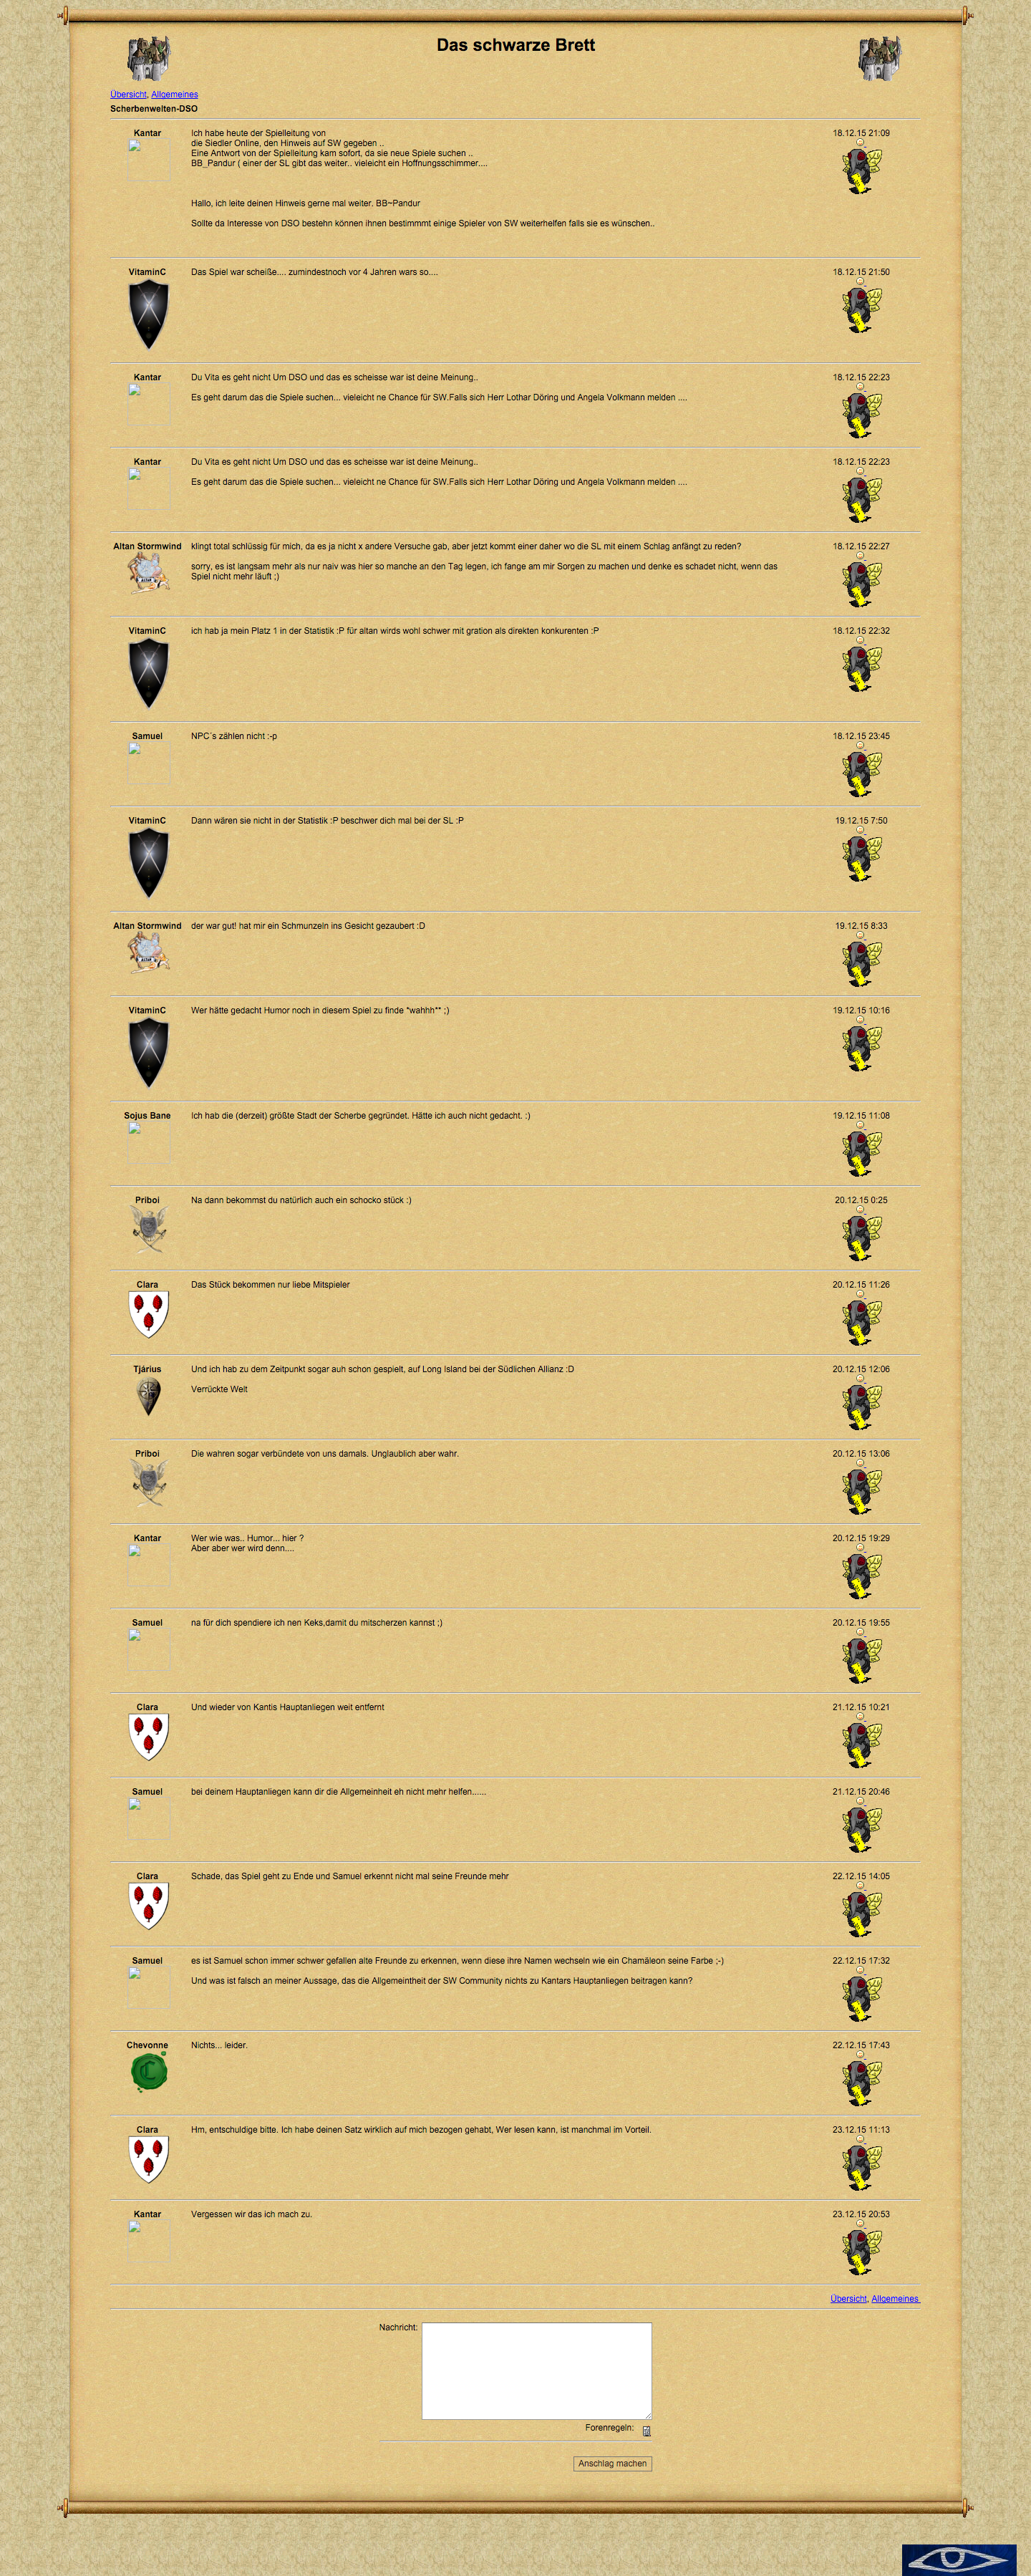 Das schwarze Brett
Übersicht, Allgemeines
Scherbenwelten-DSO
Kantar
Ich habe heute der Spielleitung von
die Siedler Online, den Hinweis auf SW gegeben ..
Eine Antwort von der Spielleitung kam sofort, da sie neue Spiele suchen ..
BB_Pandur ( einer der SL gibt das weiter.. vieleicht ein Hoffnungsschimmer....
Hallo, ich leite deinen Hinweis gerne mal weiter. BB~Pandur
Sollte da Interesse von DSO bestehn können ihnen bestimmmt einige Spieler von SW weiterhelfen falls sie es wünschen..
18.12.15 21:09
VitaminC
Das Spiel war scheiße.... zumindestnoch vor 4 Jahren wars so....
18.12.15 21:50
Kantar
Du Vita es geht nicht Um DSO und das es scheisse war ist deine Meinung..
Es geht darum das die Spiele suchen... vieleicht ne Chance für SW.Falls sich Herr Lothar Döring und Angela Volkmann melden ....
18.12.15 22:23
Kantar
Du Vita es geht nicht Um DSO und das es scheisse war ist deine Meinung..
Es geht darum das die Spiele suchen... vieleicht ne Chance für SW.Falls sich Herr Lothar Döring und Angela Volkmann melden ....
18.12.15 22:23
Altan Stormwind
klingt total schlüssig für mich, da es ja nicht x andere Versuche gab, aber jetzt kommt einer daher wo die SL mit einem Schlag anfängt zu reden?
sorry, es ist langsam mehr als nur naiv was hier so manche an den Tag legen, ich fange am mir Sorgen zu machen und denke es schadet nicht, wenn das
Spiel nicht mehr läuft ;)
18.12.15 22:27
VitaminC
ich hab ja mein Platz 1 in der Statistik :P für altan wirds wohl schwer mit gration als direkten konkurenten :P
18.12.15 22:32
Samuel
NPC´s zählen nicht :-p
18.12.15 23:45
VitaminC
Dann wären sie nicht in der Statistik :P beschwer dich mal bei der SL :P
19.12.15 7:50
Altan Stormwind
der war gut! hat mir ein Schmunzeln ins Gesicht gezaubert :D
19.12.15 8:33
VitaminC
Wer hätte gedacht Humor noch in diesem Spiel zu finde *wahhh** ;)
19.12.15 10:16
Sojus Bane
Ich hab die (derzeit) größte Stadt der Scherbe gegründet. Hätte ich auch nicht gedacht. :)
19.12.15 11:08
Priboi
Na dann bekommst du natürlich auch ein schocko stück :)
20.12.15 0:25
Clara
Das Stück bekommen nur liebe Mitspieler
20.12.15 11:26
Tjárius
Und ich hab zu dem Zeitpunkt sogar auh schon gespielt, auf Long Island bei der Südlichen Allianz :D
Verrückte Welt
20.12.15 12:06
Priboi
Die wahren sogar verbündete von uns damals. Unglaublich aber wahr.
20.12.15 13:06
Kantar
Wer wie was.. Humor... hier ?
Aber aber wer wird denn....
20.12.15 19:29
Samuel
na für dich spendiere ich nen Keks,damit du mitscherzen kannst ;)
20.12.15 19:55
Clara
Und wieder von Kantis Hauptanliegen weit entfernt
21.12.15 10:21
Samuel
bei deinem Hauptanliegen kann dir die Allgemeinheit eh nicht mehr helfen......
21.12.15 20:46
Clara
Schade, das Spiel geht zu Ende und Samuel erkennt nicht mal seine Freunde mehr
22.12.15 14:05
Samuel
es ist Samuel schon immer schwer gefallen alte Freunde zu erkennen, wenn diese ihre Namen wechseln wie ein Chamäleon seine Farbe ;-)
Und was ist falsch an meiner Aussage, das die Allgemeintheit der SW Community nichts zu Kantars Hauptanliegen beitragen kann?
22.12.15 17:32
Chevonne
Nichts... leider.
22.12.15 17:43
Clara
Hm, entschuldige bitte. Ich habe deinen Satz wirklich auf mich bezogen gehabt, Wer lesen kann, ist manchmal im Vorteil.
23.12.15 11:13
Kantar
Vergessen wir das ich mach zu.
23.12.15 20:53
Übersicht, Allgemeines
Nachricht:
Forenregeln:
Anschlag machen